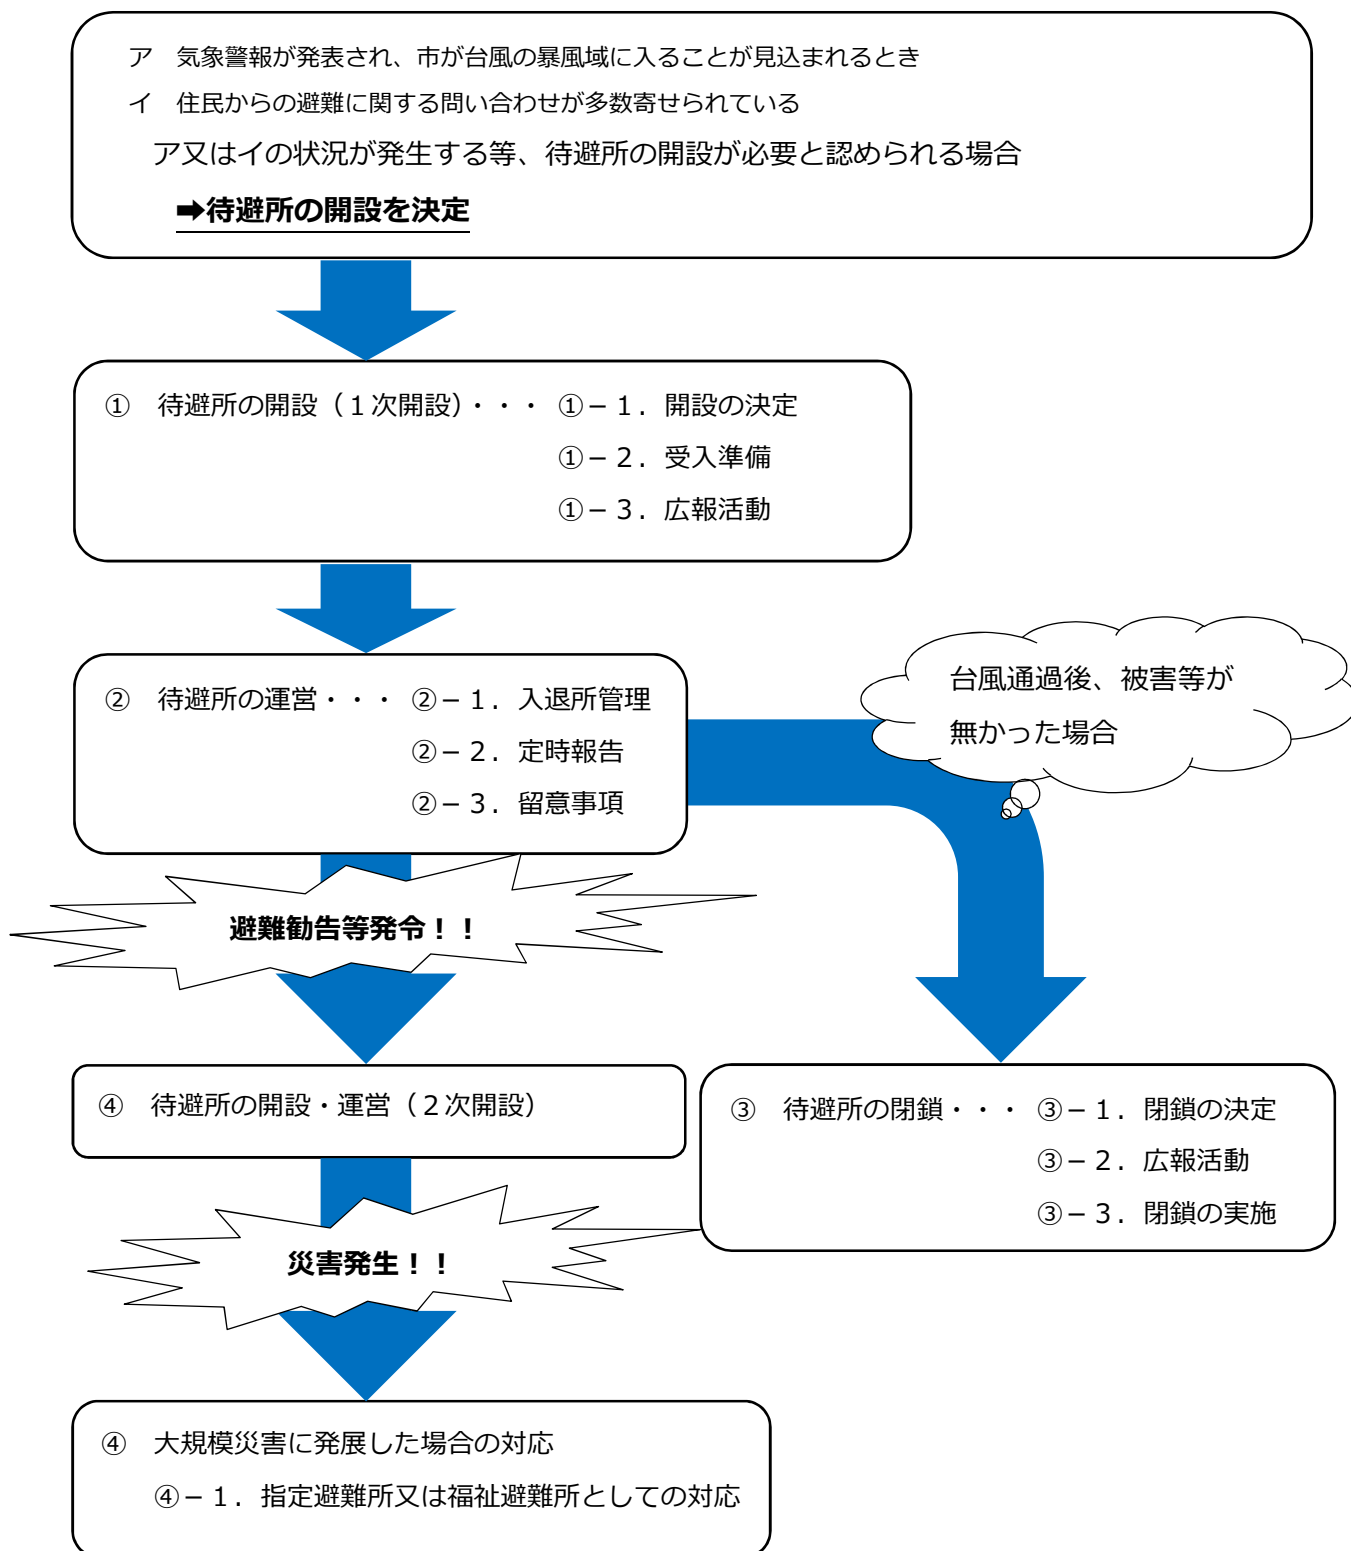 ア 気象警報が発表され、市が台風の暴風域に入ることが見込まれるとき
イ 住民からの避難に関する問い合わせが多数寄せられている
ア又はイの状況が発生する等、待避所の開設が必要と認められる場合
➡待避所の開設を決定
① 待避所の開設（１次開設）・・・ ①－１．開設の決定
①－２．受入準備
①－３．広報活動
② 待避所の運営・・・ ②－１．入退所管理
②－２．定時報告
②－３．留意事項
台風通過後、被害等が
無かった場合
避難勧告等発令！！
④ 待避所の開設・運営（２次開設）
③ 待避所の閉鎖・・・ ③－１．閉鎖の決定
③－２．広報活動
③－３．閉鎖の実施
災害発生！！
④ 大規模災害に発展した場合の対応
④－１．指定避難所又は福祉避難所としての対応